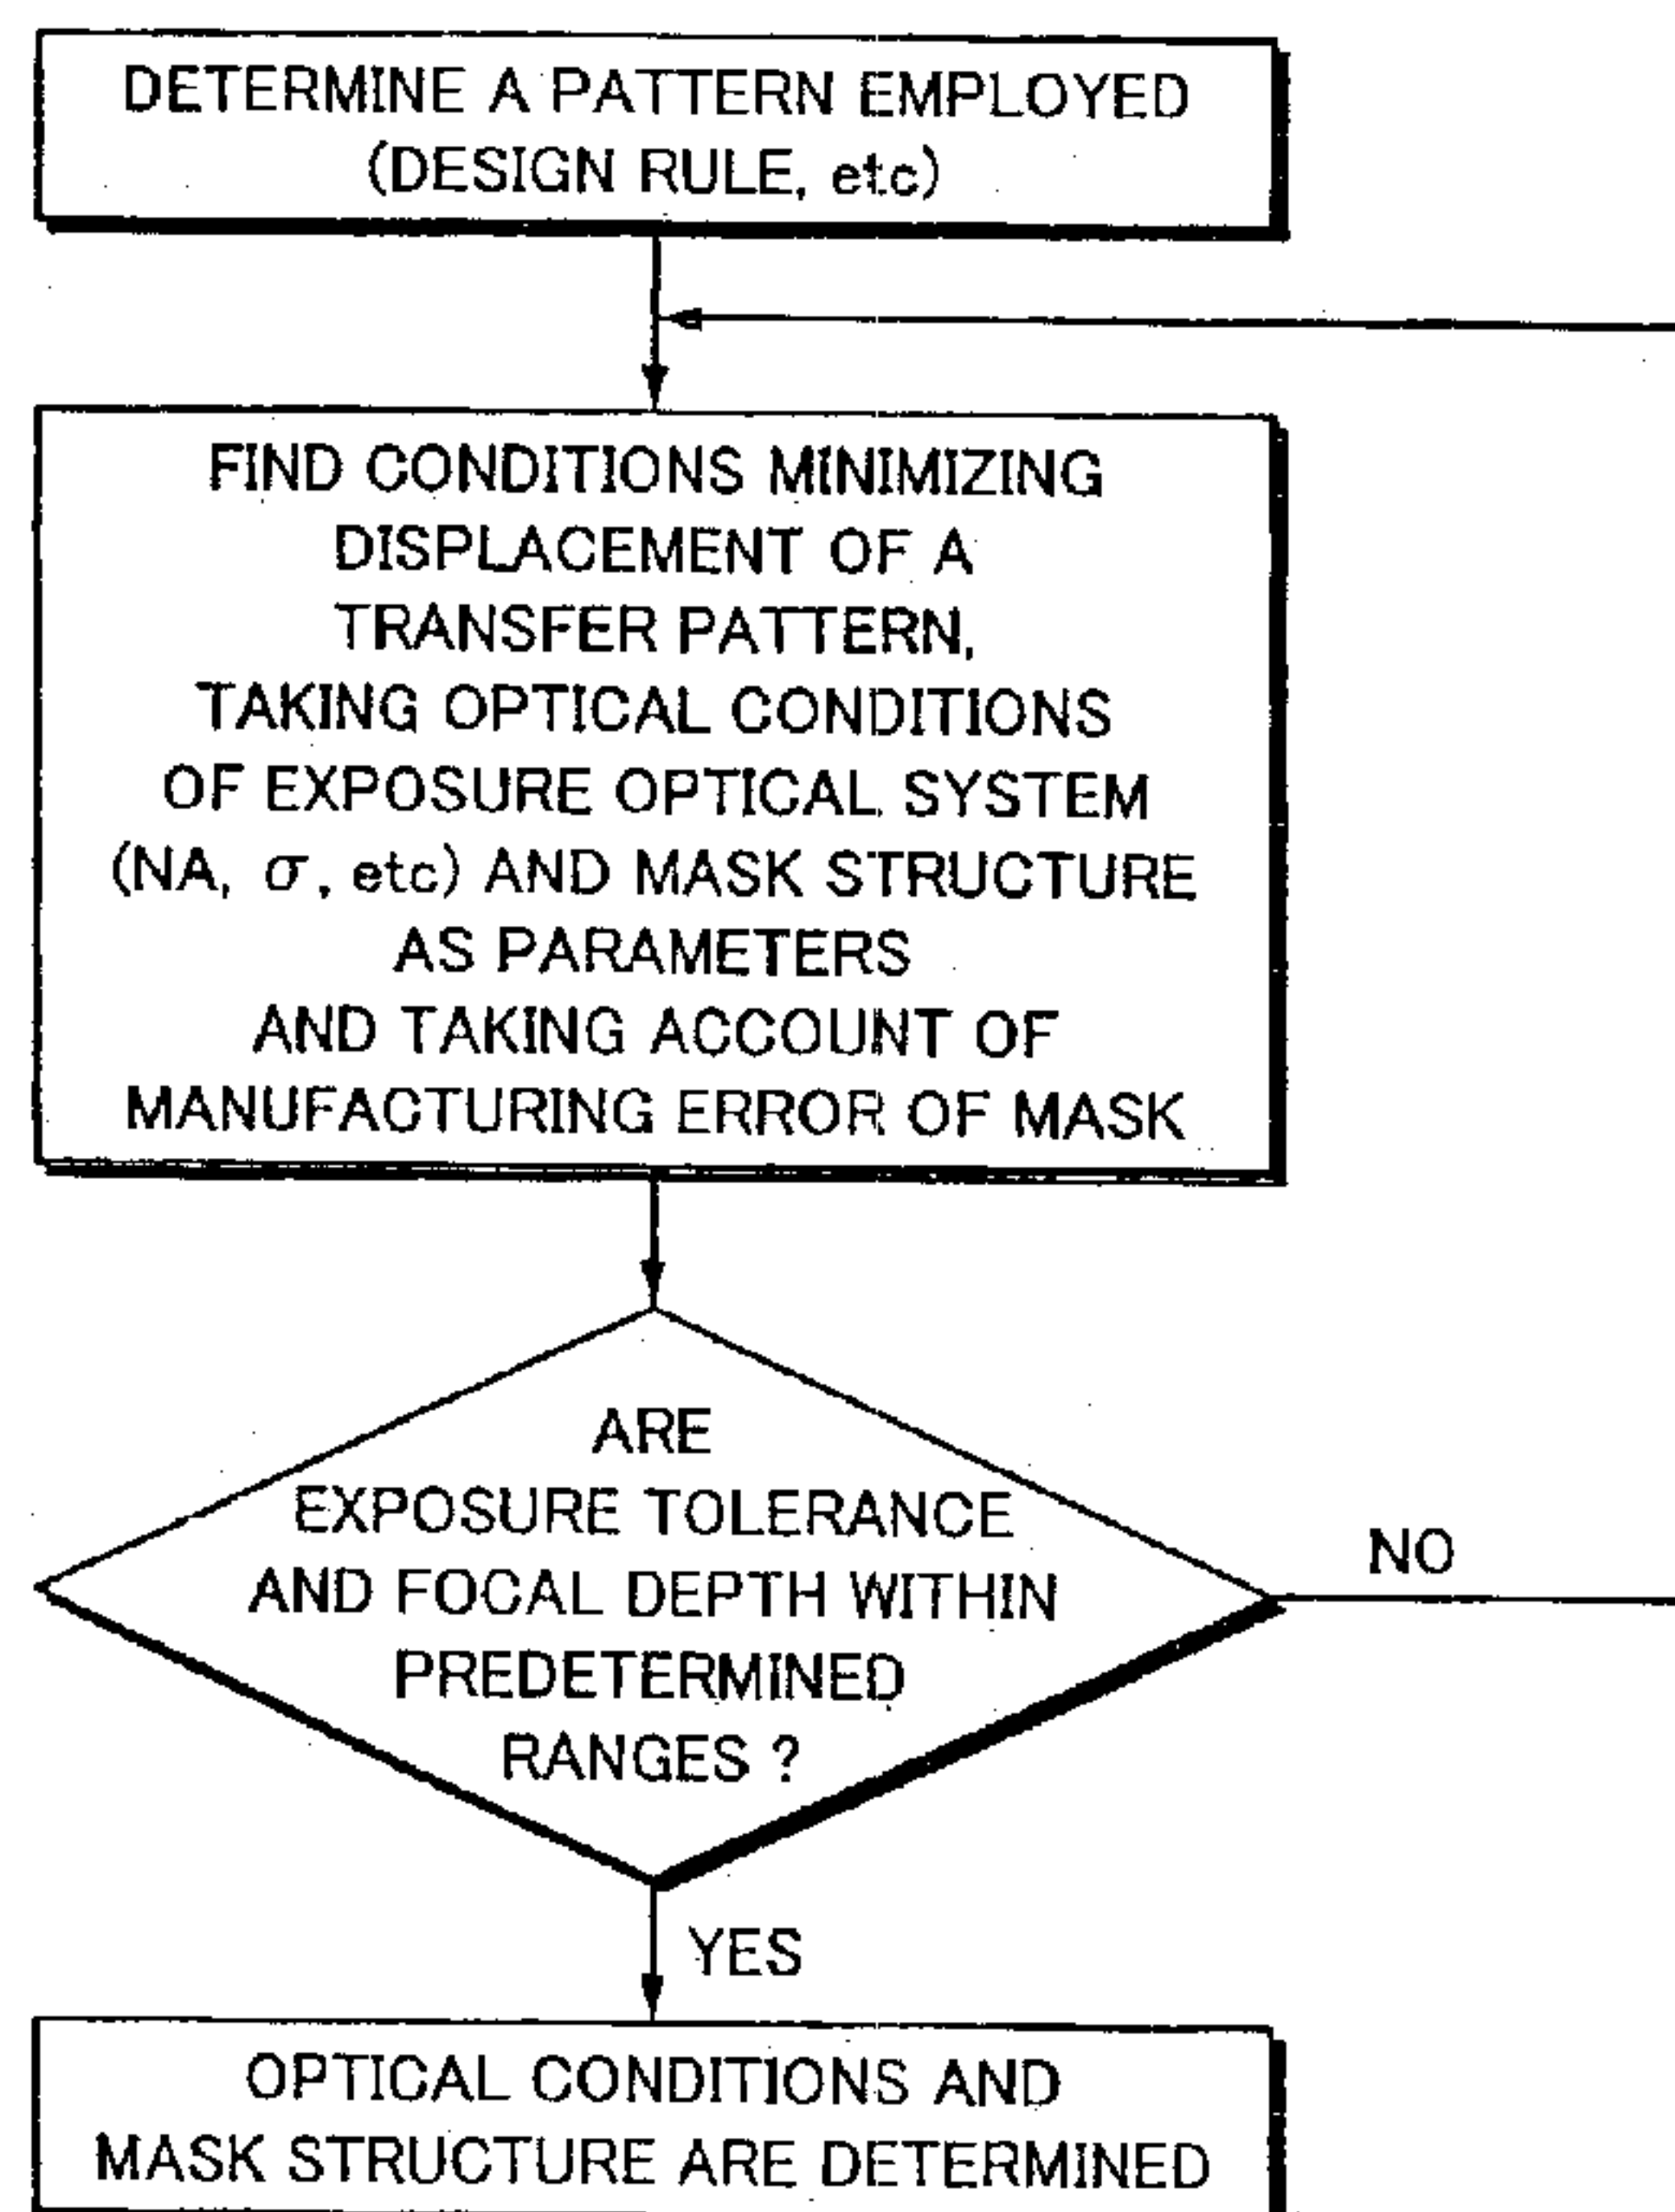 DETERMINE A PATTERN EMPLOYED
(DESIGN RULE, etc)
FIND CONDITIONS MINIMIZING
DISPLACEMENT OF A
TRANSFER PATTERN,
TAKING OPTICAL CONDITIONS
OF EXPOSURE OPTICAL SYSTEM
(NA, σ, etc) AND MASK STRUCTURE
AS PARAMETERS
AND TAKING ACCOUNT OF
MANUFACTURING ERROR OF MASK
ARE
EXPOSURE TOLERANCE
AND FOCAL DEPTH WITHIN
PREDETERMINED
RANGES ?
NO
YES
OPTICAL CONDITIONS AND
MASK STRUCTURE ARE DETERMINED